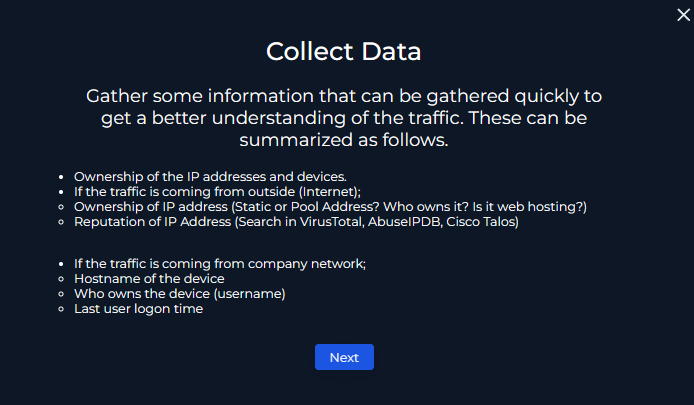 Collect Data
Gather some information that can be gathered quickly to
get a better understanding of the traffic. These can be
summarized as follows.
Ownership of the IP addresses and devices.
If the traffic is coming from outside (Internet);
Ownership of IP address (Static or Pool Address? Who owns it? Is it web hosting?)
Reputation of IP Address (Search in VirusTotal, AbuseIPDB, Cisco Talos)
If the traffic is coming from company network;
Hostname of the device
Who owns the device (username)
Last user logon time
Next